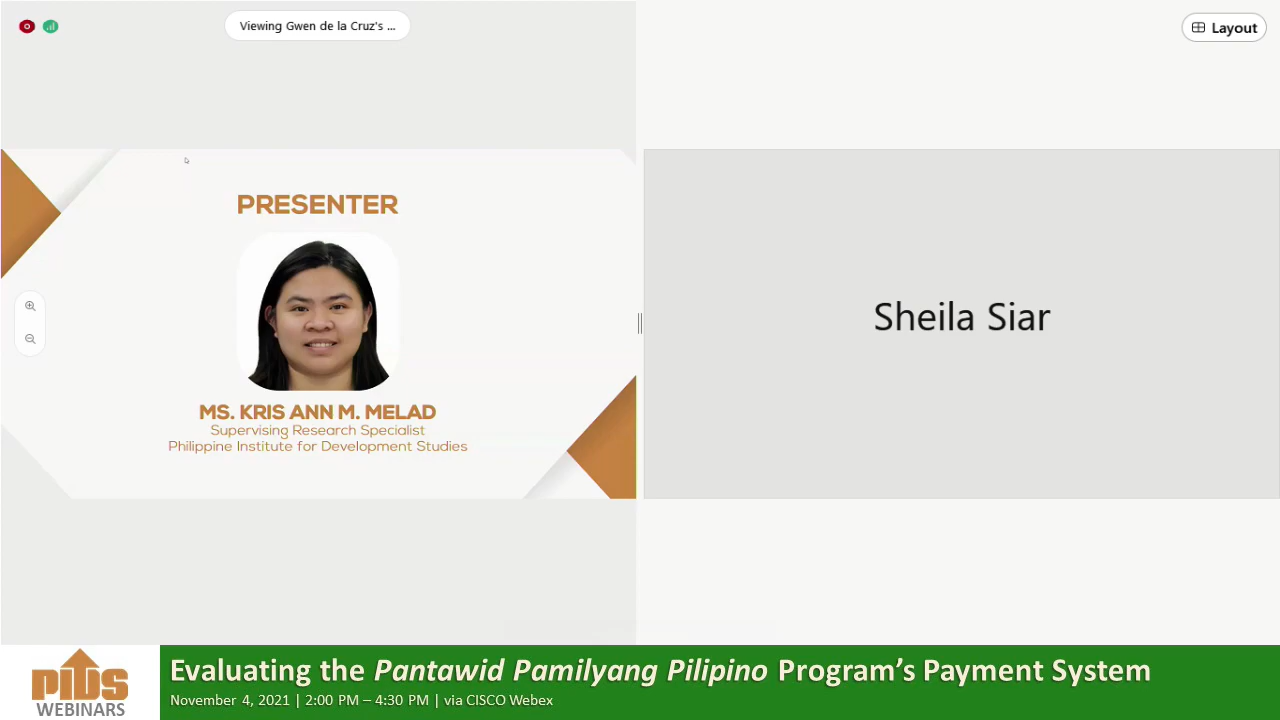 Viewing Gwen de la Cruz's ...
Layout
PRESENTER
MS. KRIS ANN M. MELAD
Supervising Research Specialist
Philippine Institute for Development Studies
Sheila Siar
PIDS
WEBINARS
Evaluating the Pantawid Pamilyang Pilipino Program’s Payment System
November 4, 2021 | 2:00 PM – 4:30 PM | via CISCO Webex